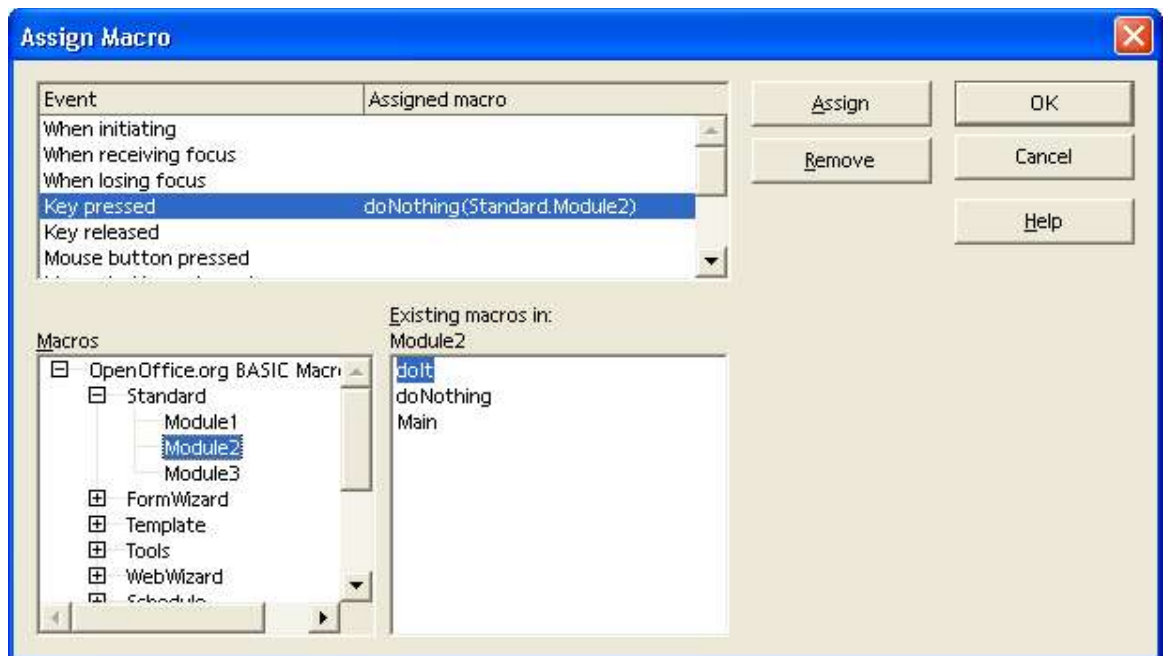 Assign Macro
Event Assigned macro
When initiating
When receiving focus
When losing focus
Key pressed doNothing(Standard.Module2)
Key released
Mouse button pressed
Assign
Remove
OK
Cancel
Help
Macros
OpenOffice.org BASIC Macr
Standard
Module1
Module2
Module3
FormWizard
Template
Tools
WebWizard
Schedule
Existing macros in:
Module2
doIt
doNothing
Main